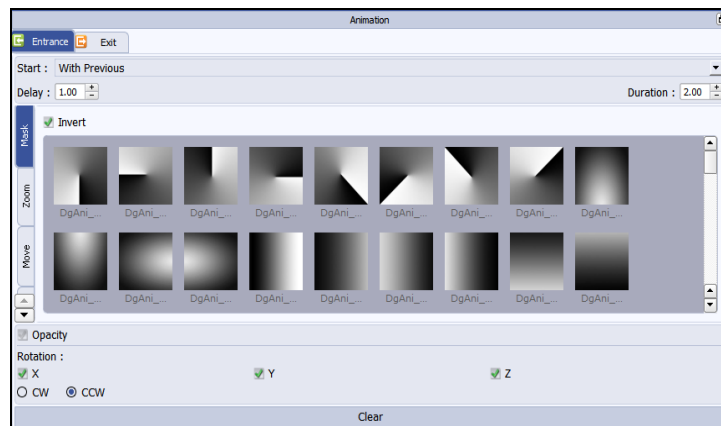 Animation
Entrance Exit
Start : With Previous
Delay : 1.00 Duration : 2.00
Mask
Invert
DgAni_... DgAni_... DgAni_... DgAni_... DgAni_... DgAni_... DgAni_... DgAni_... DgAni_...
Zoom
Move
DgAni_... DgAni_... DgAni_... DgAni_... DgAni_... DgAni_... DgAni_... DgAni_... DgAni_...
Opacity
Rotation :
X Y Z
CW CCW
Clear